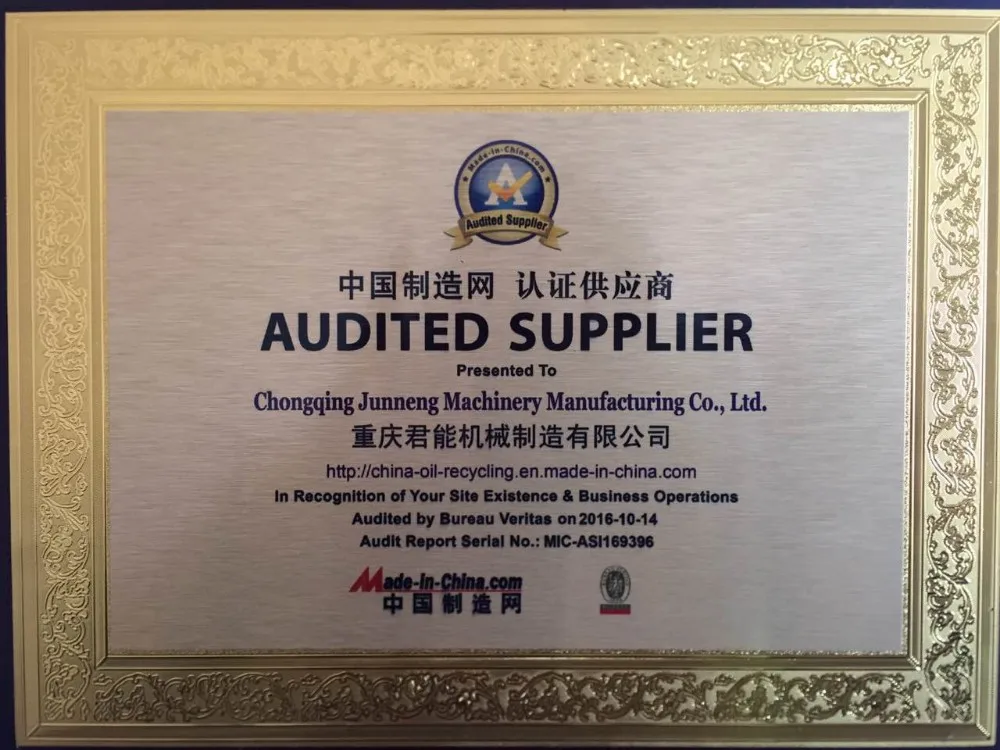 Made-in-China.com
A
Audited Supplier
中国制造网 认证供应商
AUDITED SUPPLIER
Presented To
Chongqing Junneng Machinery Manufacturing Co., Ltd.
重庆君能机械制造有限公司
http://china-oil-recycling.en.made-in-china.com
In Recognition of Your Site Existence & Business Operations
Audited by Bureau Veritas on 2016-10-14
Audit Report Serial No.: MIC-ASI169396
Made-in-China.com
中国制造网